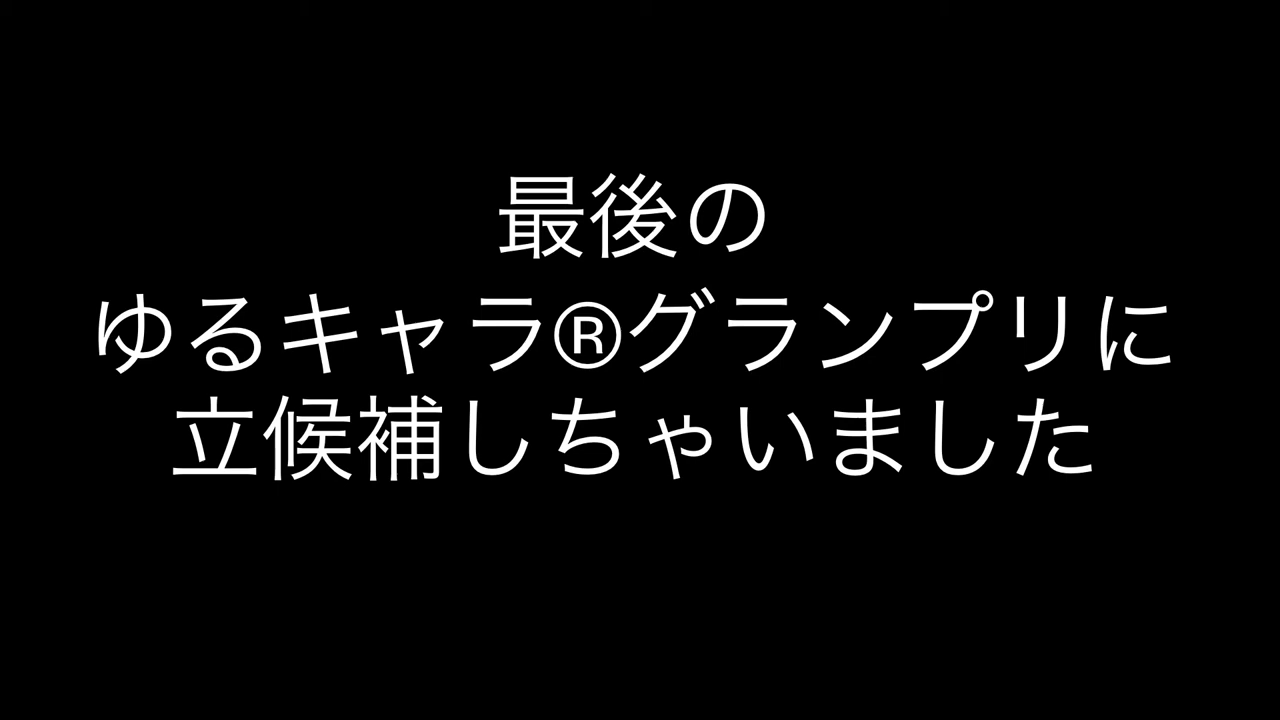 最後の
ゆるキャラ®グランプリに
立候補しちゃいました